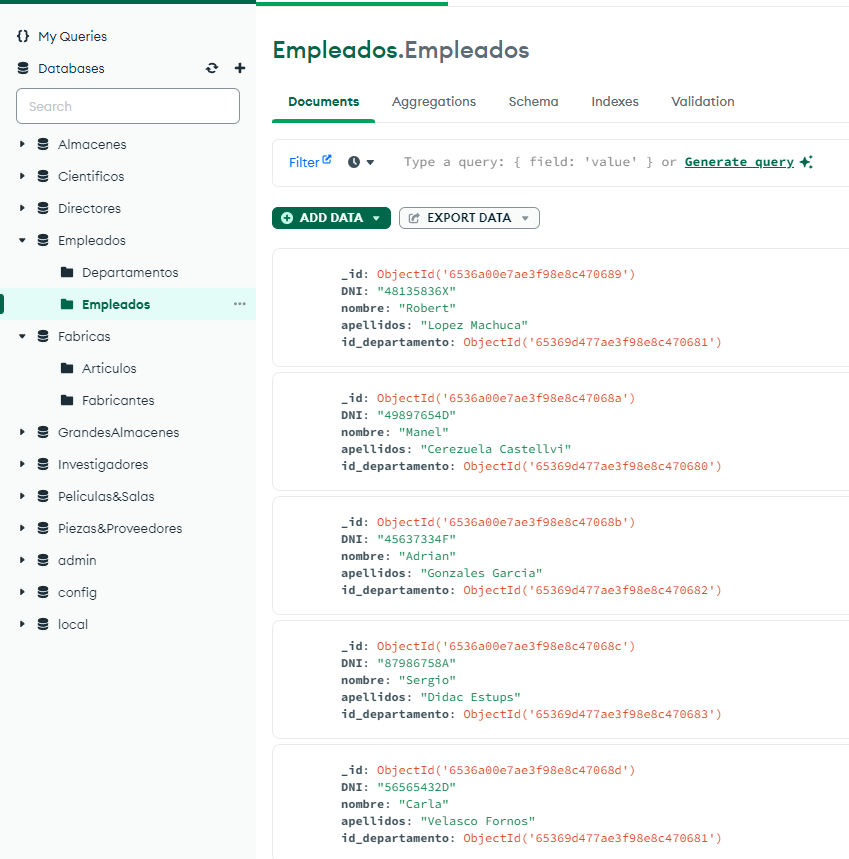 My Queries
Databases
Search
Almacenes
Cientificos
Directores
Empleados
Departamentos
Empleados
Fabricas
Articulos
Fabricantes
GrandesAlmacenes
Investigadores
Peliculas&Salas
Piezas&Proveedores
admin
config
local
Empleados.Empleados
Documents Aggregations Schema Indexes Validation
Filter Type a query: { field: 'value' } or Generate query
ADD DATA EXPORT DATA
_id: ObjectId('6536a00e7ae3f98e8c470689')
DNI: "48135836X"
nombre: "Robert"
apellidos: "Lopez Machuca"
id_departamento: ObjectId('65369d477ae3f98e8c470681')
_id: ObjectId('6536a00e7ae3f98e8c47068a')
DNI: "49897654D"
nombre: "Manel"
apellidos: "Cerezuela Castellvi"
id_departamento: ObjectId('65369d477ae3f98e8c470680')
_id: ObjectId('6536a00e7ae3f98e8c47068b')
DNI: "45637334F"
nombre: "Adrian"
apellidos: "Gonzales Garcia"
id_departamento: ObjectId('65369d477ae3f98e8c470682')
_id: ObjectId('6536a00e7ae3f98e8c47068c')
DNI: "87986758A"
nombre: "Sergio"
apellidos: "Didac Estups"
id_departamento: ObjectId('65369d477ae3f98e8c470683')
_id: ObjectId('6536a00e7ae3f98e8c47068d')
DNI: "56565432D"
nombre: "Carla"
apellidos: "Velasco Fornos"
id_departamento: ObjectId('65369d477ae3f98e8c470681')